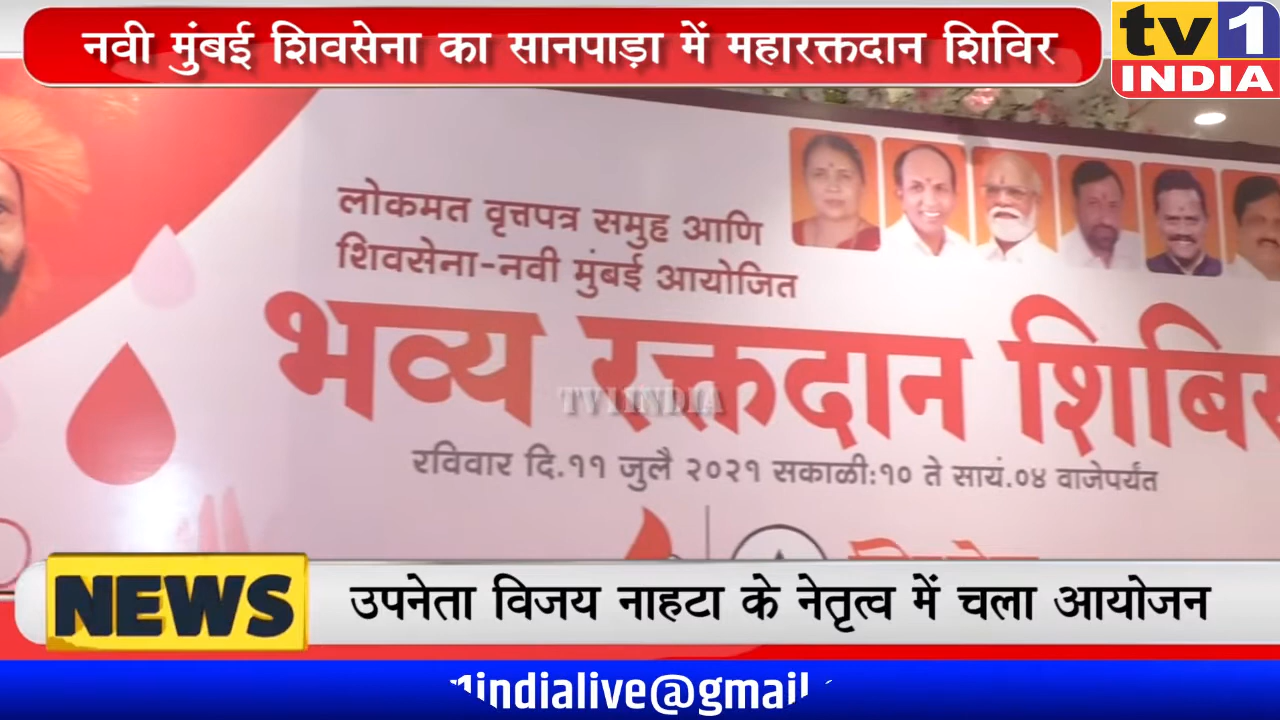 नवी मुंबई शिवसेना का सानपाड़ा में महारक्तदान शिविर
tv1
INDIA
लोकमत वृत्तपत्र समुह आणि
शिवसेना-नवी मुंबई आयोजित
भव्य रक्तदान शिबिर
TV1INDIA
रविवार दि.११ जुलै २०२१ सकाळी:१० ते सायं.०४ वाजेपर्यंत
NEWS
उपनेता विजय नाहटा के नेतृत्व में चला आयोजन
1indialive@gmail